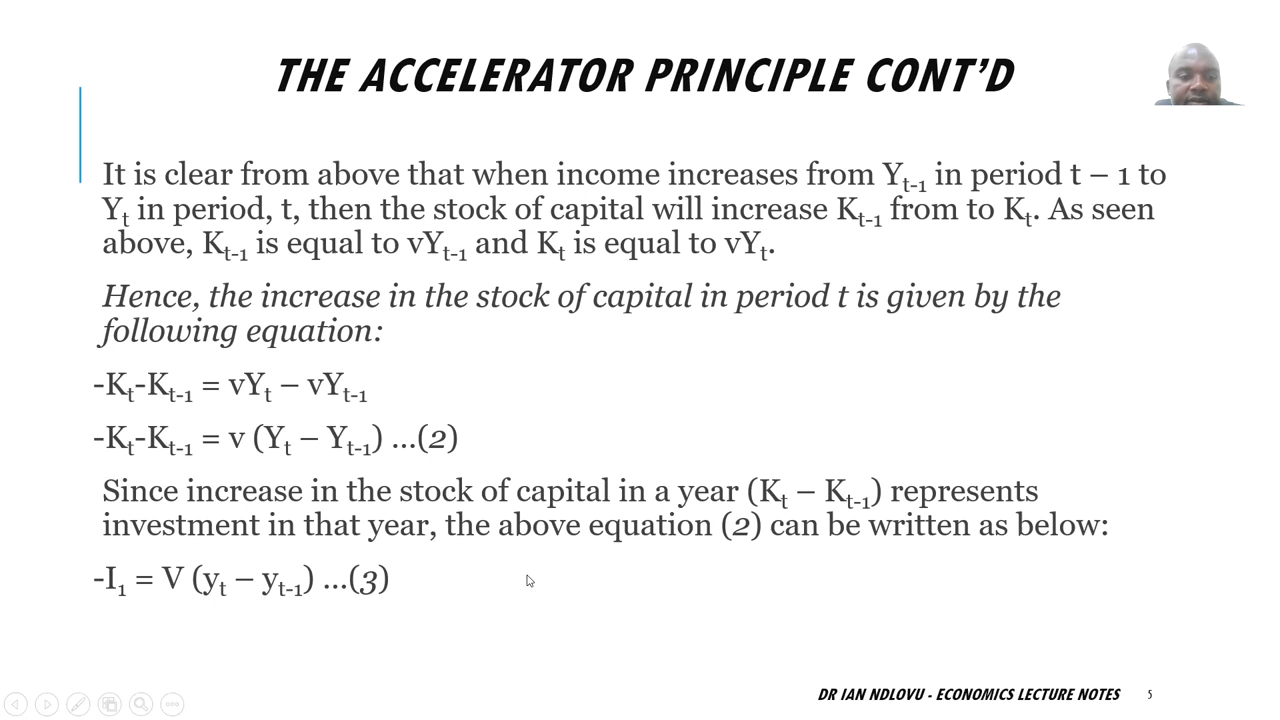 THE ACCELERATOR PRINCIPLE CONT’D
It is clear from above that when income increases from Yₜ₋₁ in period t – 1 to
Yₜ in period, t, then the stock of capital will increase Kₜ₋₁ from to Kₜ. As seen
above, Kₜ₋₁ is equal to vYₜ₋₁ and Kₜ is equal to vYₜ.
Hence, the increase in the stock of capital in period t is given by the
following equation:
-Kₜ-Kₜ₋₁ = vYₜ – vYₜ₋₁
-Kₜ-Kₜ₋₁ = v (Yₜ – Yₜ₋₁) …(2)
Since increase in the stock of capital in a year (Kₜ – Kₜ₋₁) represents
investment in that year, the above equation (2) can be written as below:
-I₁ = V (yₜ – yₜ₋₁) …(3)
DR IAN NDLOVU - ECONOMICS LECTURE NOTES 5